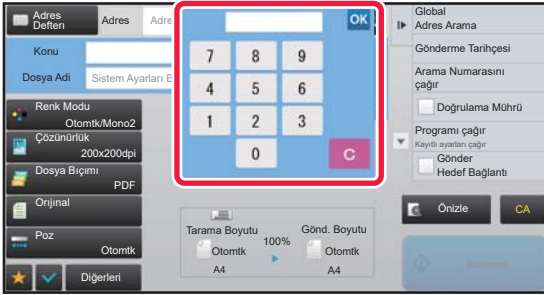 Adres
Defteri
Adres
Adre
Konu
Dosya Adi
Sistem Ayarları B
Renk Modu
Otomtk/Mono2
Çözünürlük
200x200dpi
Dosya Bıçımı
PDF
Orıjınal
Poz
Otomtk
Diğerleri
OK
7 8 9
4 5 6
1 2 3
0 C
Tarama Boyutu
100%
Gönd. Boyutu
Otomtk
Otomtk
A4
A4
Global
Adres Arama
Gönderme Tarihçesi
Arama Numarasını
çağır
Doğrulama Mührü
Programı çağır
Kayıtlı ayarları çağır
Gönder
Hedef Bağlantı
Önizle
CA